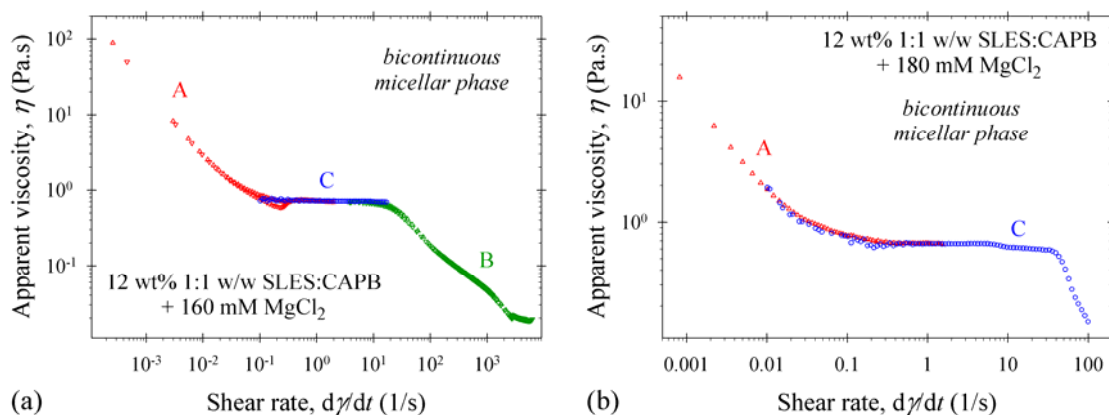 10²
10¹
10⁰
10⁻¹
Apparent viscosity, η (Pa.s)
bicontinuous
micellar phase
A
C
B
12 wt% 1:1 w/w SLES:CAPB
+ 160 mM MgCl₂
10⁻³ 10⁻² 10⁻¹ 10⁰ 10¹ 10² 10³
(a) Shear rate, dγ/dt (1/s)
10¹
10⁰
Apparent viscosity, η (Pa.s)
12 wt% 1:1 w/w SLES:CAPB
+ 180 mM MgCl₂
bicontinuous
micellar phase
A
C
0.001 0.01 0.1 1 10 100
(b) Shear rate, dγ/dt (1/s)